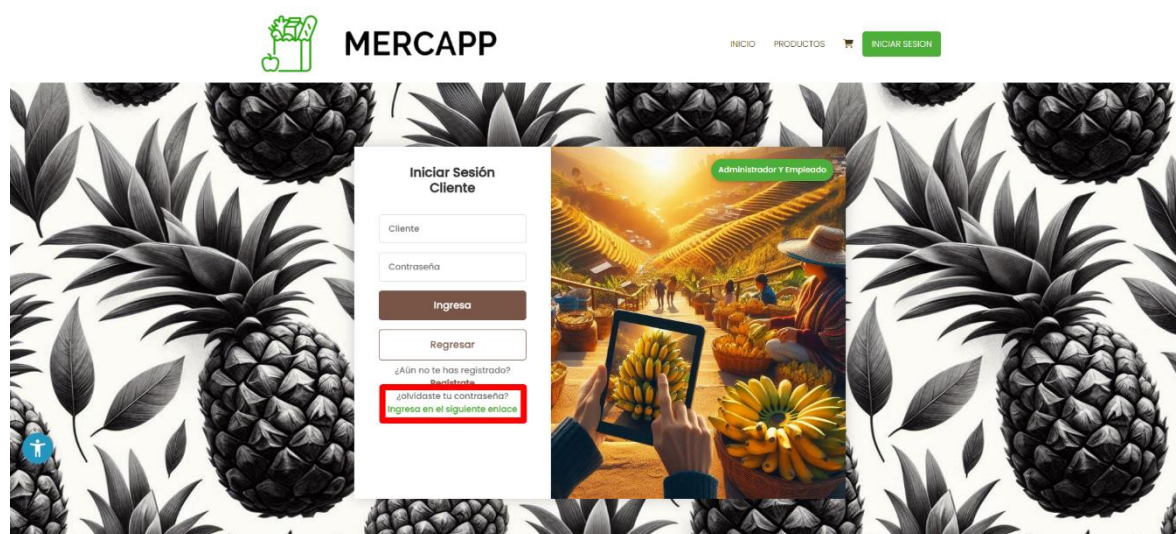 MERCAPP
INICIO PRODUCTOS INICIAR SESION
Administrador Y Empleado
Iniciar Sesión
Cliente
Cliente
Contraseña
Ingresa
Regresar
¿Aún no te has registrado?
Regístrate
¿olvidaste tu contraseña?
Ingresa en el siguiente enlace